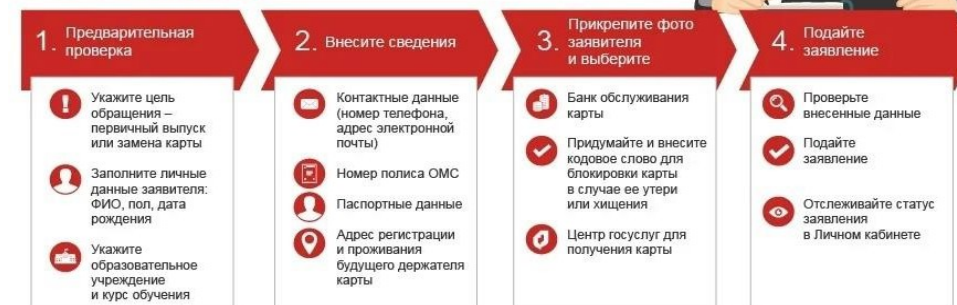 1. Предварительная
проверка
Укажите цель
обращения –
первичный выпуск
или замена карты
Заполните личные
данные заявителя:
ФИО, пол, дата
рождения
Укажите
образовательное
учреждение
и курс обучения
2. Внесите сведения
Контактные данные
(номер телефона,
адрес электронной
почты)
Номер полиса ОМС
Паспортные данные
Адрес регистрации
и проживания
будущего держателя
карты
3. Прикрепите фото
заявителя
и выберите
Банк обслуживания
карты
Придумайте и внесите
кодовое слово для
блокировки карты
в случае ее утери
или хищения
Центр госуслуг для
получения карты
4. Подайте
заявление
Проверьте
внесенные данные
Подайте
заявление
Отслеживайте статус
заявления
в Личном кабинете